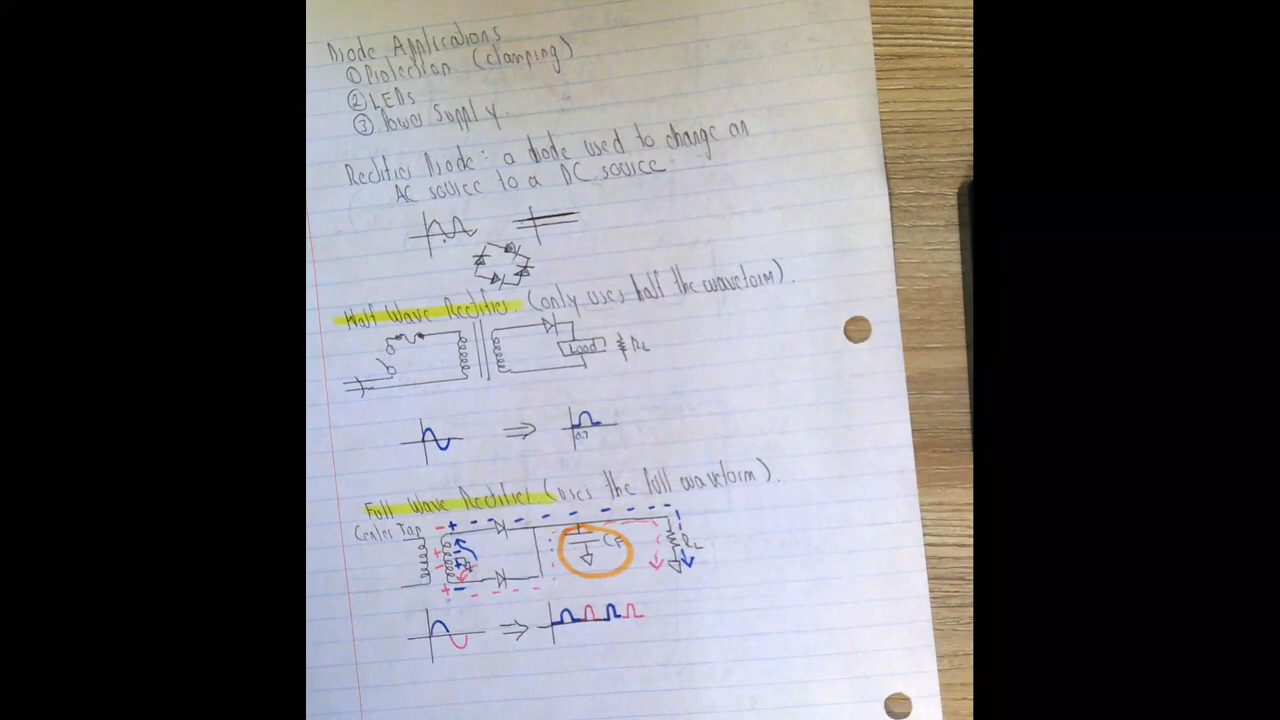 Diode Applications
① Protection (clamping)
② LEDs
③ Power Supply.
Rectifier Diode: a diode used to change an
AC source to a DC source
Half Wave Rectifier (only uses half the waveform).
Load RL
0.7
Full Wave Rectifier (uses the full waveform).
Center Tap
CF RL